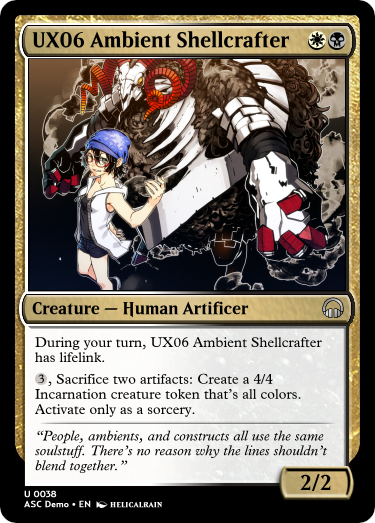 UX06 Ambient Shellcrafter
Creature — Human Artificer
During your turn, UX06 Ambient Shellcrafter
has lifelink.
3, Sacrifice two artifacts: Create a 4/4
Incarnation creature token that's all colors.
Activate only as a sorcery.
“People, ambients, and constructs all use the same
soulstuff. There's no reason why the lines shouldn't
blend together.”
2/2
U 0038
ASC Demo • EN HELICALRAIN